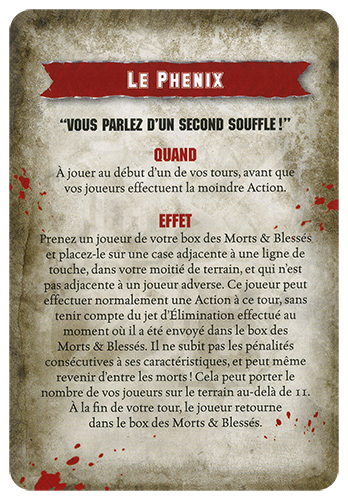 LE PHENIX
“VOUS PARLEZ D'UN SECOND SOUFFLE !”
QUAND
À jouer au début d'un de vos tours, avant que
vos joueurs effectuent la moindre Action.
EFFET
Prenez un joueur de votre box des Morts & Blessés
et placez-le sur une case adjacente à une ligne de
touche, dans votre moitié de terrain, et qui n'est
pas adjacente à un joueur adverse. Ce joueur peut
effectuer normalement une Action à ce tour, sans
tenir compte du jet d'Élimination effectué au
moment où il a été envoyé dans le box des
Morts & Blessés. Il ne subit pas les pénalités
consécutives à ses caractéristiques, et peut même
revenir d'entre les morts ! Cela peut porter le
nombre de vos joueurs sur le terrain au-delà de 11.
À la fin de votre tour, le joueur retourne
dans le box des Morts & Blessés.